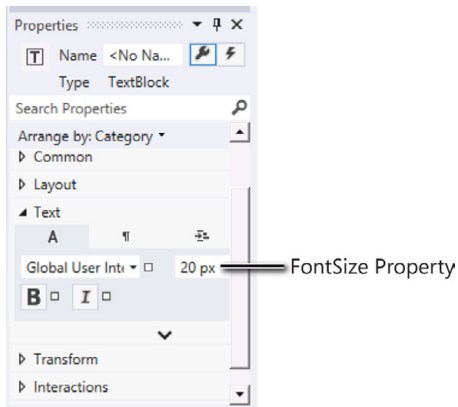 Properties
T Name <No Na...
Type TextBlock
Search Properties
Arrange by: Category
Common
Layout
Text
A ¶
Global User Inte 20 px FontSize Property
B I
Transform
Interactions